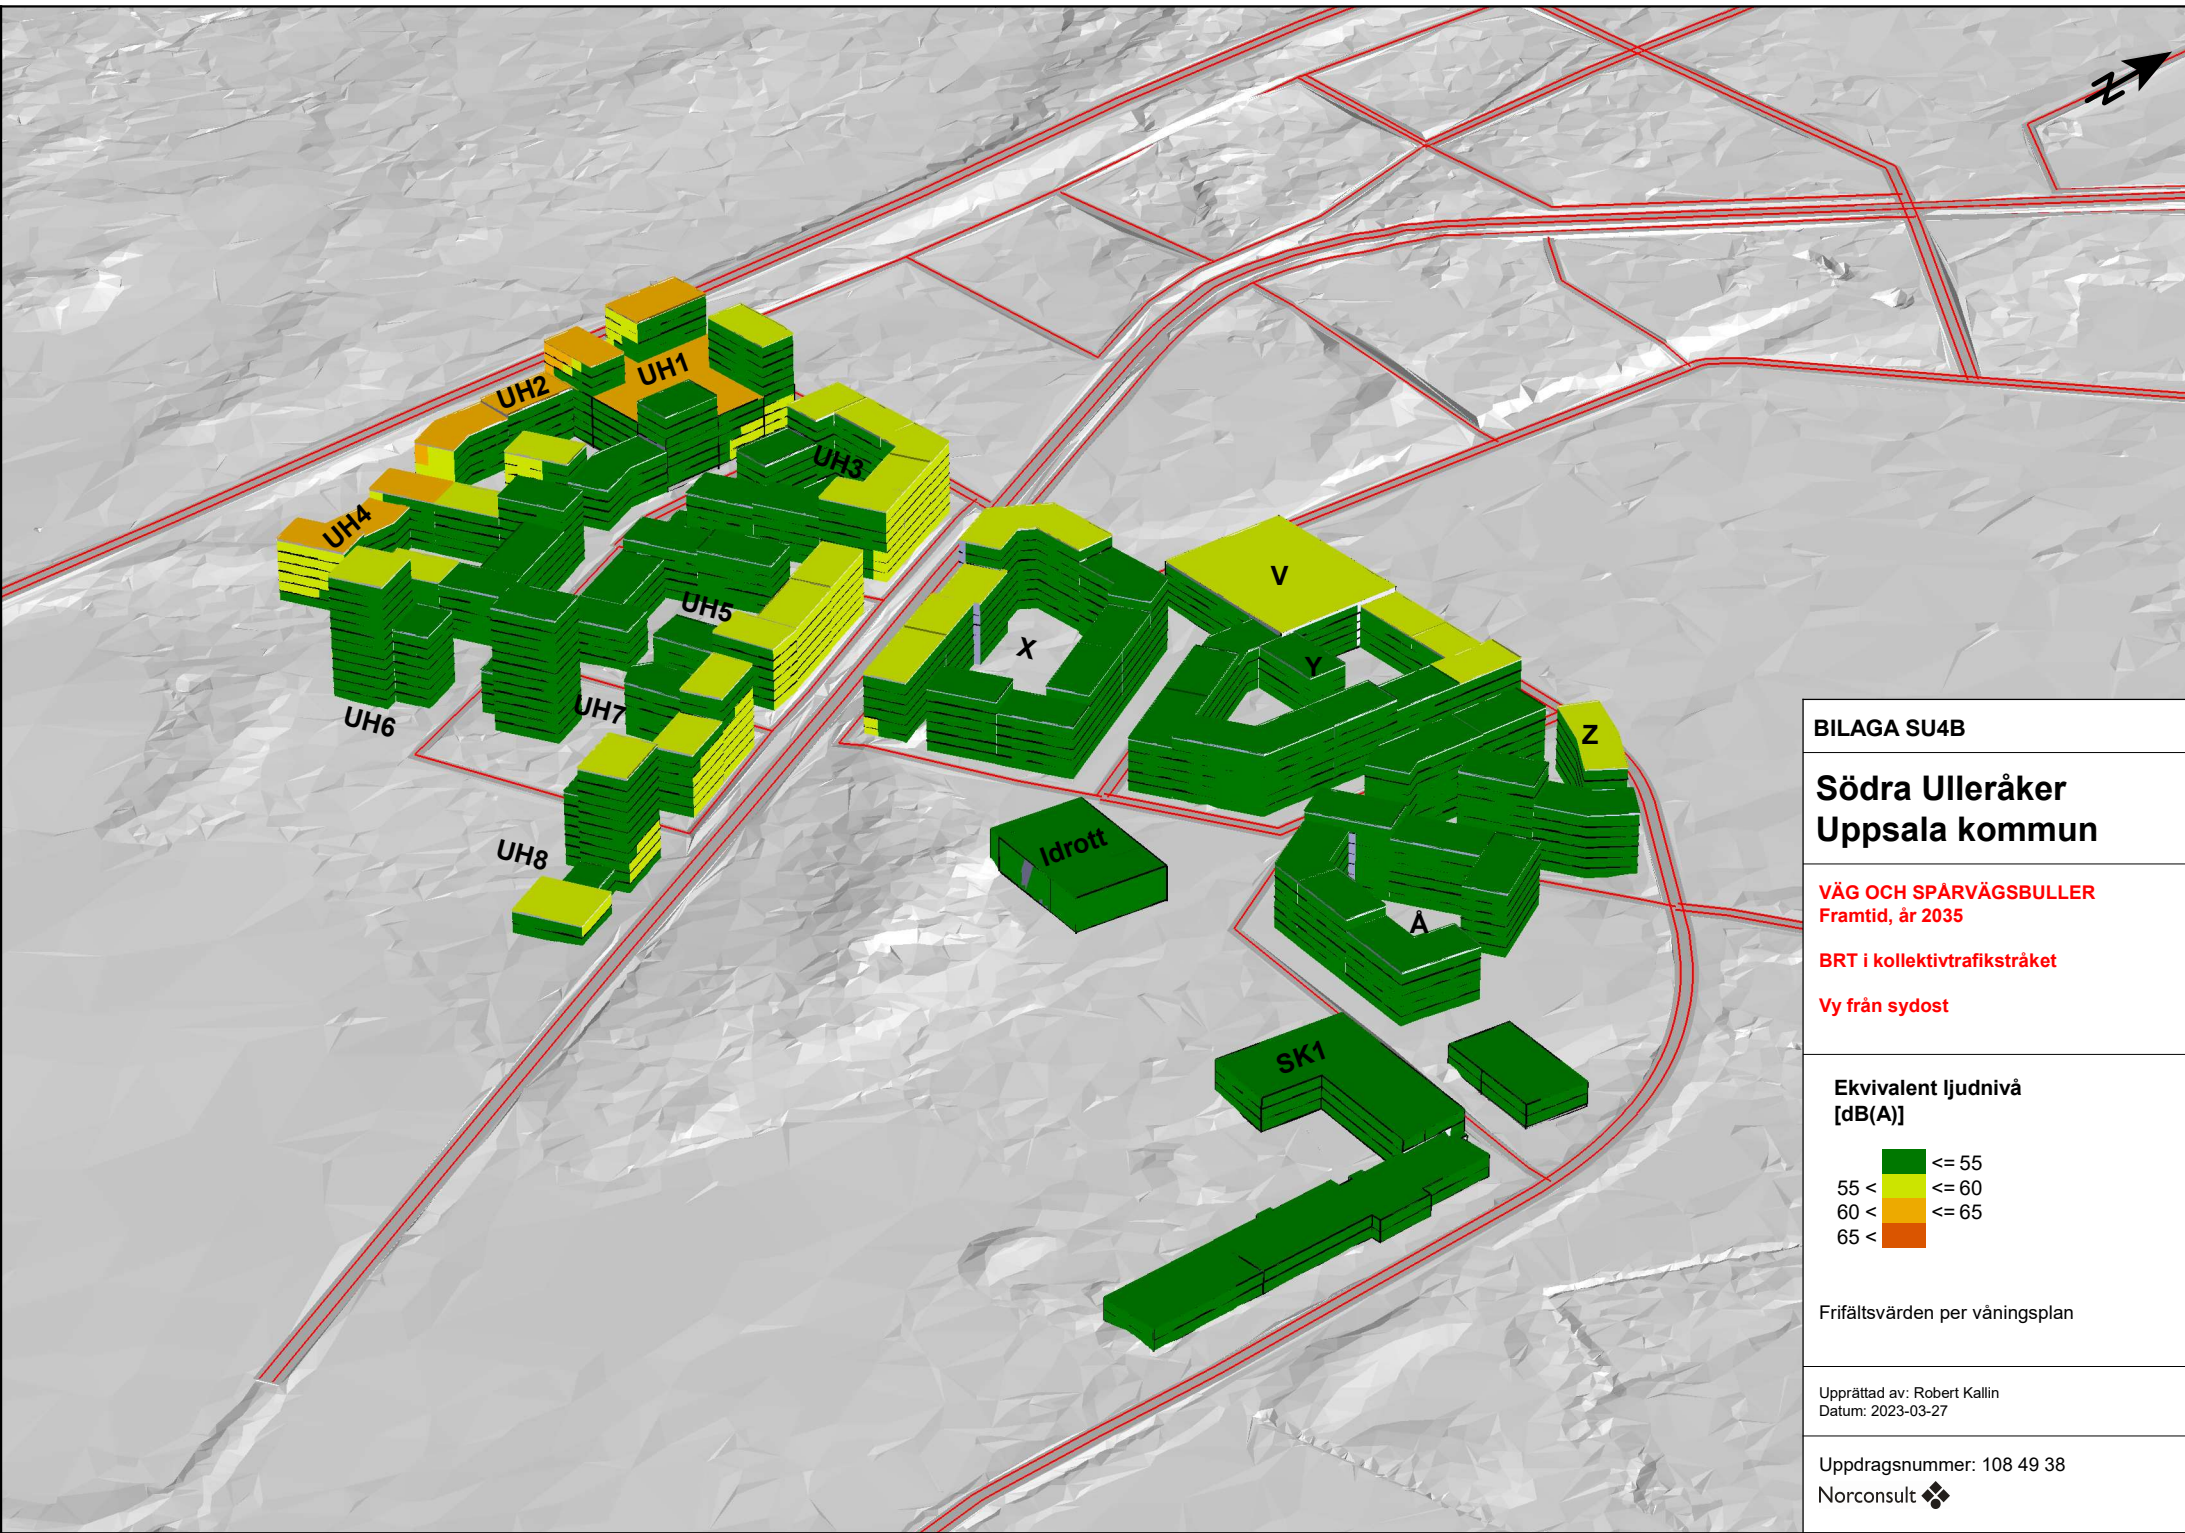 N
UH1
UH2
UH3
UH4
V
UH5
X
Y
UH6
UH7
Z
UH8
Idrott
Å
SK1
BILAGA SU4B
Södra Ulleråker
Uppsala kommun
VÄG OCH SPÅRVÄGSBULLER
Framtid, år 2035
BRT i kollektivtrafikstråket
Vy från sydost
Ekvivalent ljudnivå
[dB(A)]
<= 55
55 < <= 60
60 < <= 65
65 <
Frifältsvärden per våningsplan
Upprättad av: Robert Kallin
Datum: 2023-03-27
Uppdragsnummer: 108 49 38
Norconsult